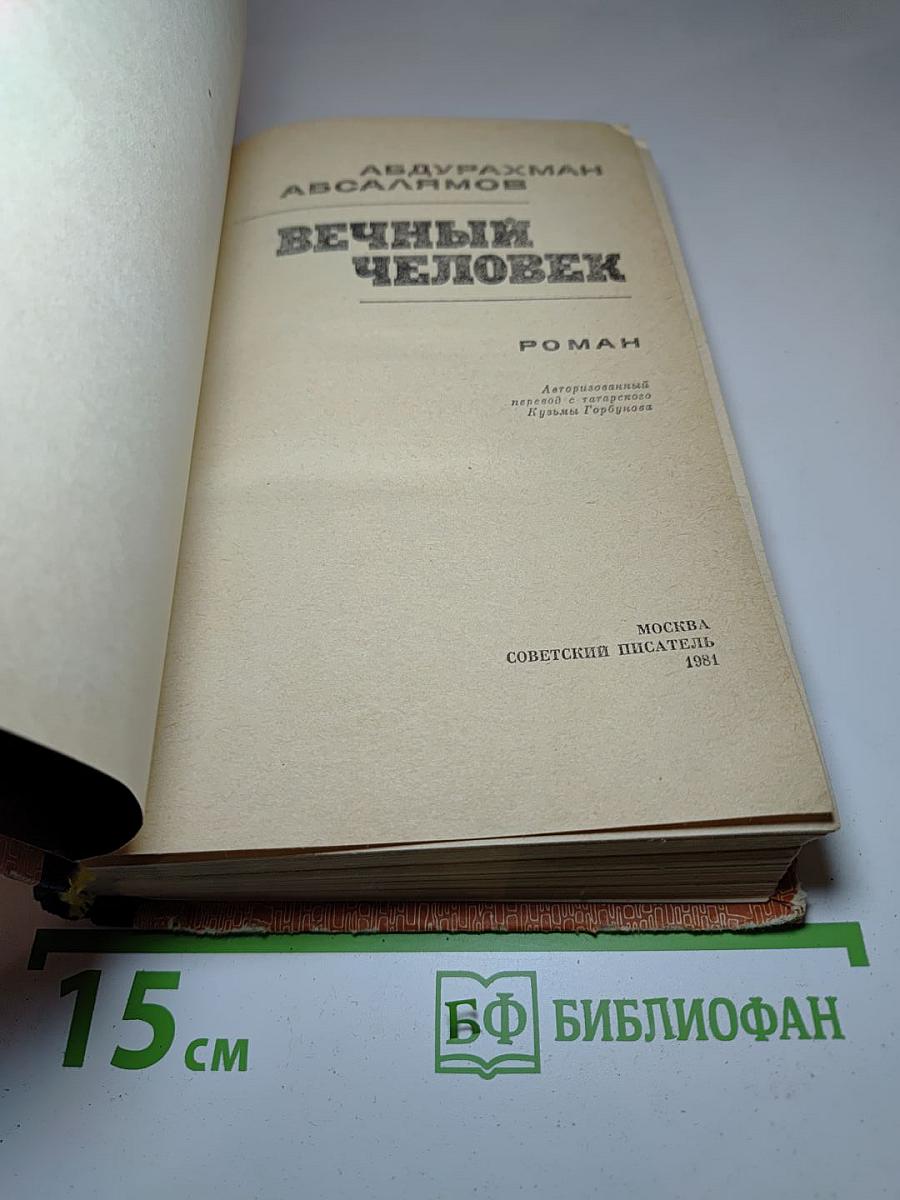 АБДУРАХМАН
АБСАЛЯМОВ
ВЕЧНЫЙ
ЧЕЛОВЕК
РОМАН
Авторизованный
перевод с татарского
Кузьмы Горбунова
МОСКВА
СОВЕТСКИЙ ПИСАТЕЛЬ
1981
15 см
БФ БИБЛИОФАН